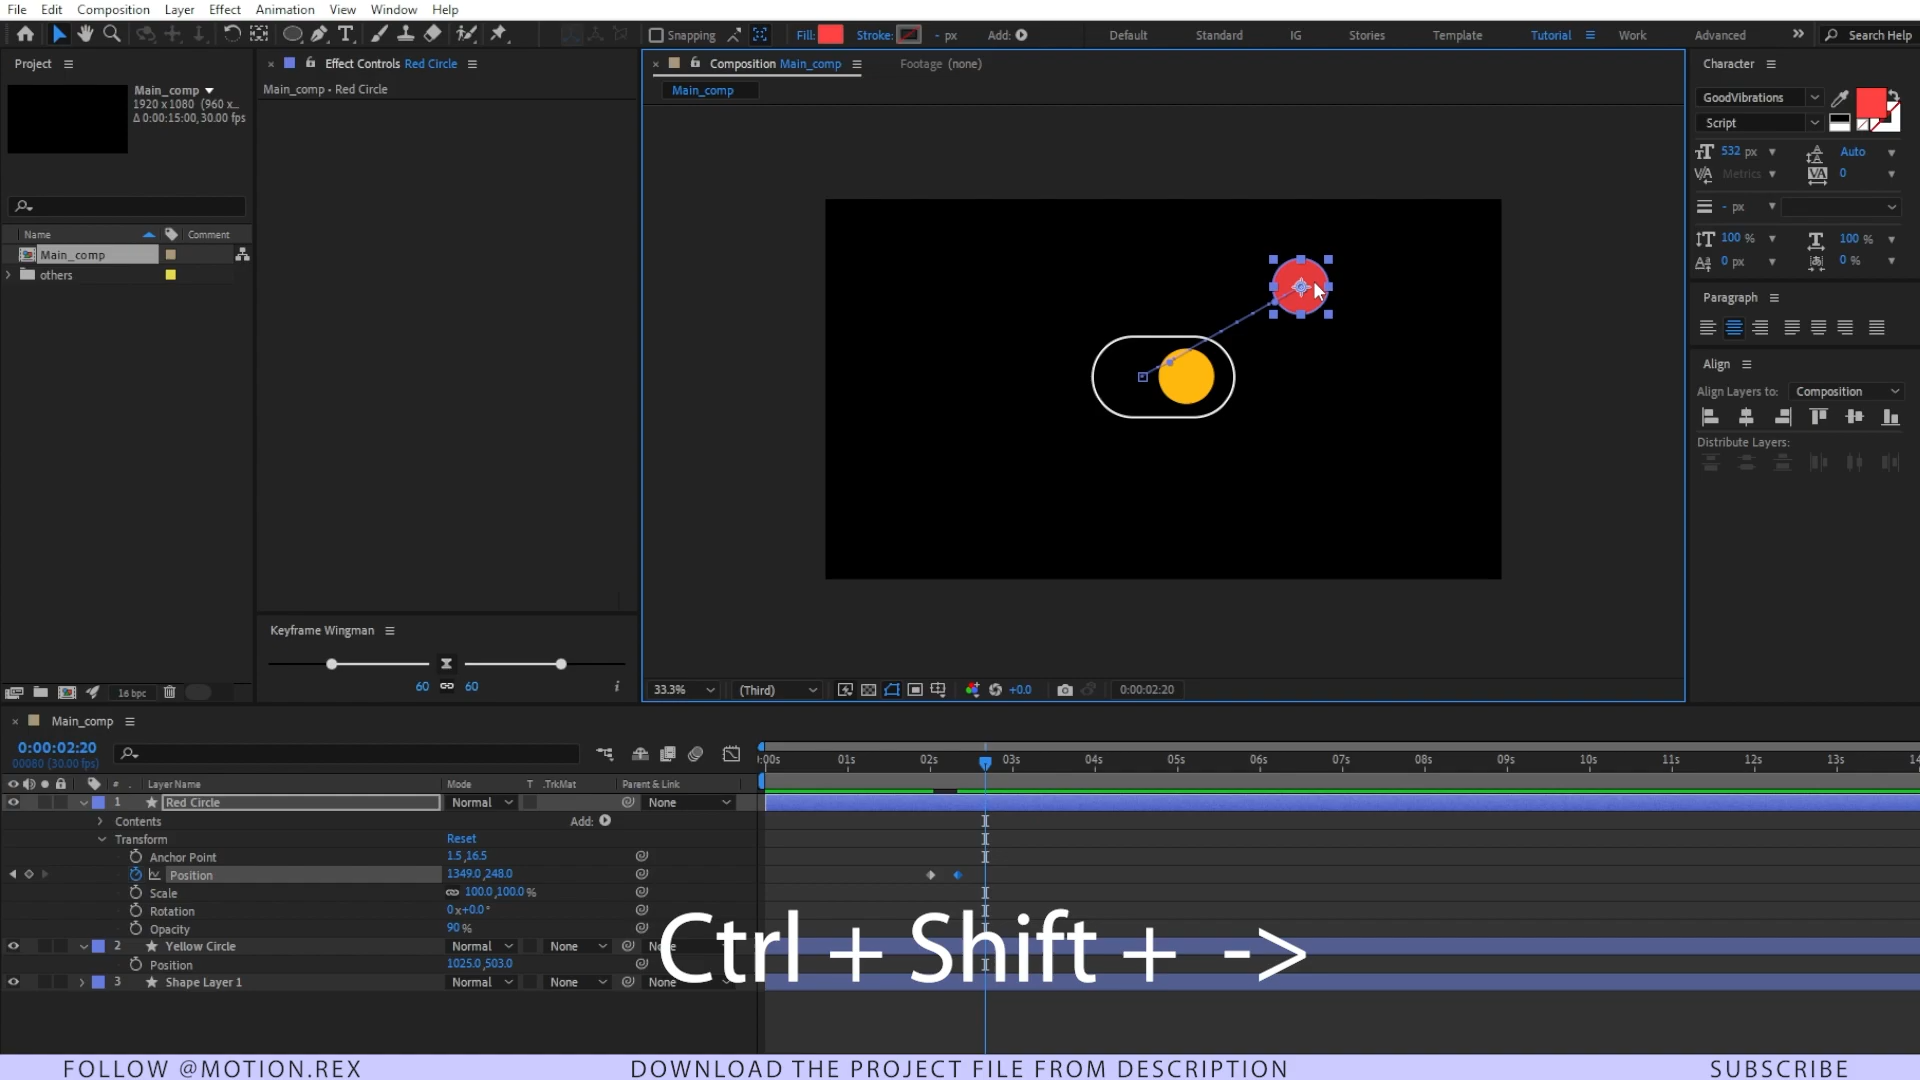 File Edit Composition Layer Effect Animation View Window Help
Snapping Fill: Stroke: - px Add: Default Standard IG Stories Template Tutorial Work Advanced Search Help
Project
Main_comp
1920 x 1080 (960 x...
Δ 0:00:15:00, 30.00 fps
Name Comment
Main_comp
others
16 bpc
Effect Controls Red Circle
Main_comp • Red Circle
Keyframe Wingman
60 60
Composition Main_comp Footage (none)
Main_comp
33.3% (Third) +0.0 0:00:02:20
Character
GoodVibrations
Script
532 px Auto
Metrics 0
- px
100 % 100 %
0 px 0 %
Paragraph
Align
Align Layers to: Composition
Distribute Layers:
Main_comp
0:00:02:20
00080 (30.00 fps)
:00s 01s 02s 03s 04s 05s 06s 07s 08s 09s 10s 11s 12s 13s 14
# Layer Name Mode T .TrkMat Parent & Link
1 Red Circle Normal None
Contents Add:
Transform Reset
Anchor Point 1.5,16.5
Position 1349.0,248.0
Scale 100.0,100.0%
Rotation 0x+0.0°
Opacity 90%
2 Yellow Circle Normal None
Position 1025.0,503.0
3 Shape Layer 1 Normal None None
Ctrl + Shift + ->
FOLLOW @MOTION.REX DOWNLOAD THE PROJECT FILE FROM DESCRIPTION SUBSCRIBE